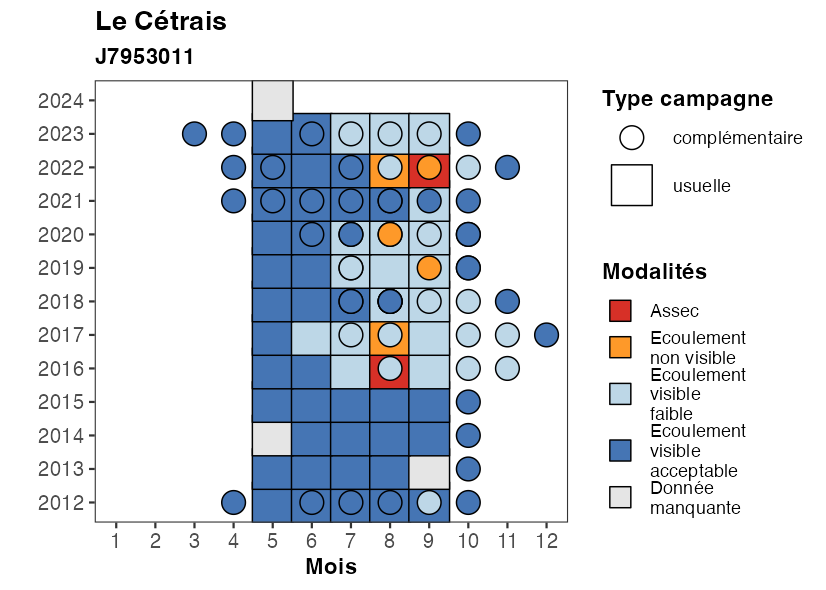 Le Cétrais
J7953011
2024
2023
2022
2021
2020
2019
2018
2017
2016
2015
2014
2013
2012
1 2 3 4 5 6 7 8 9 10 11 12
Mois
Type campagne
complémentaire
usuelle
Modalités
Assec
Ecoulement
non visible
Ecoulement
visible
faible
Ecoulement
visible
acceptable
Donnée
manquante